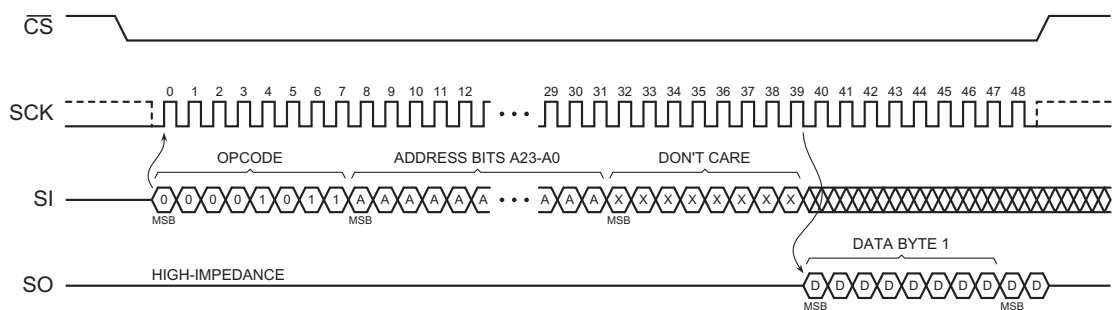 CS
0 1 2 3 4 5 6 7 8 9 10 11 12 29 30 31 32 33 34 35 36 37 38 39 40 41 42 43 44 45 46 47 48
SCK ···
OPCODE ADDRESS BITS A23-A0 DON'T CARE
SI 0 0 0 0 1 0 1 1 A A A A A A ··· A A A X X X X X X X X
MSB MSB MSB
DATA BYTE 1
HIGH-IMPEDANCE
SO D D D D D D D D D D
MSB MSB